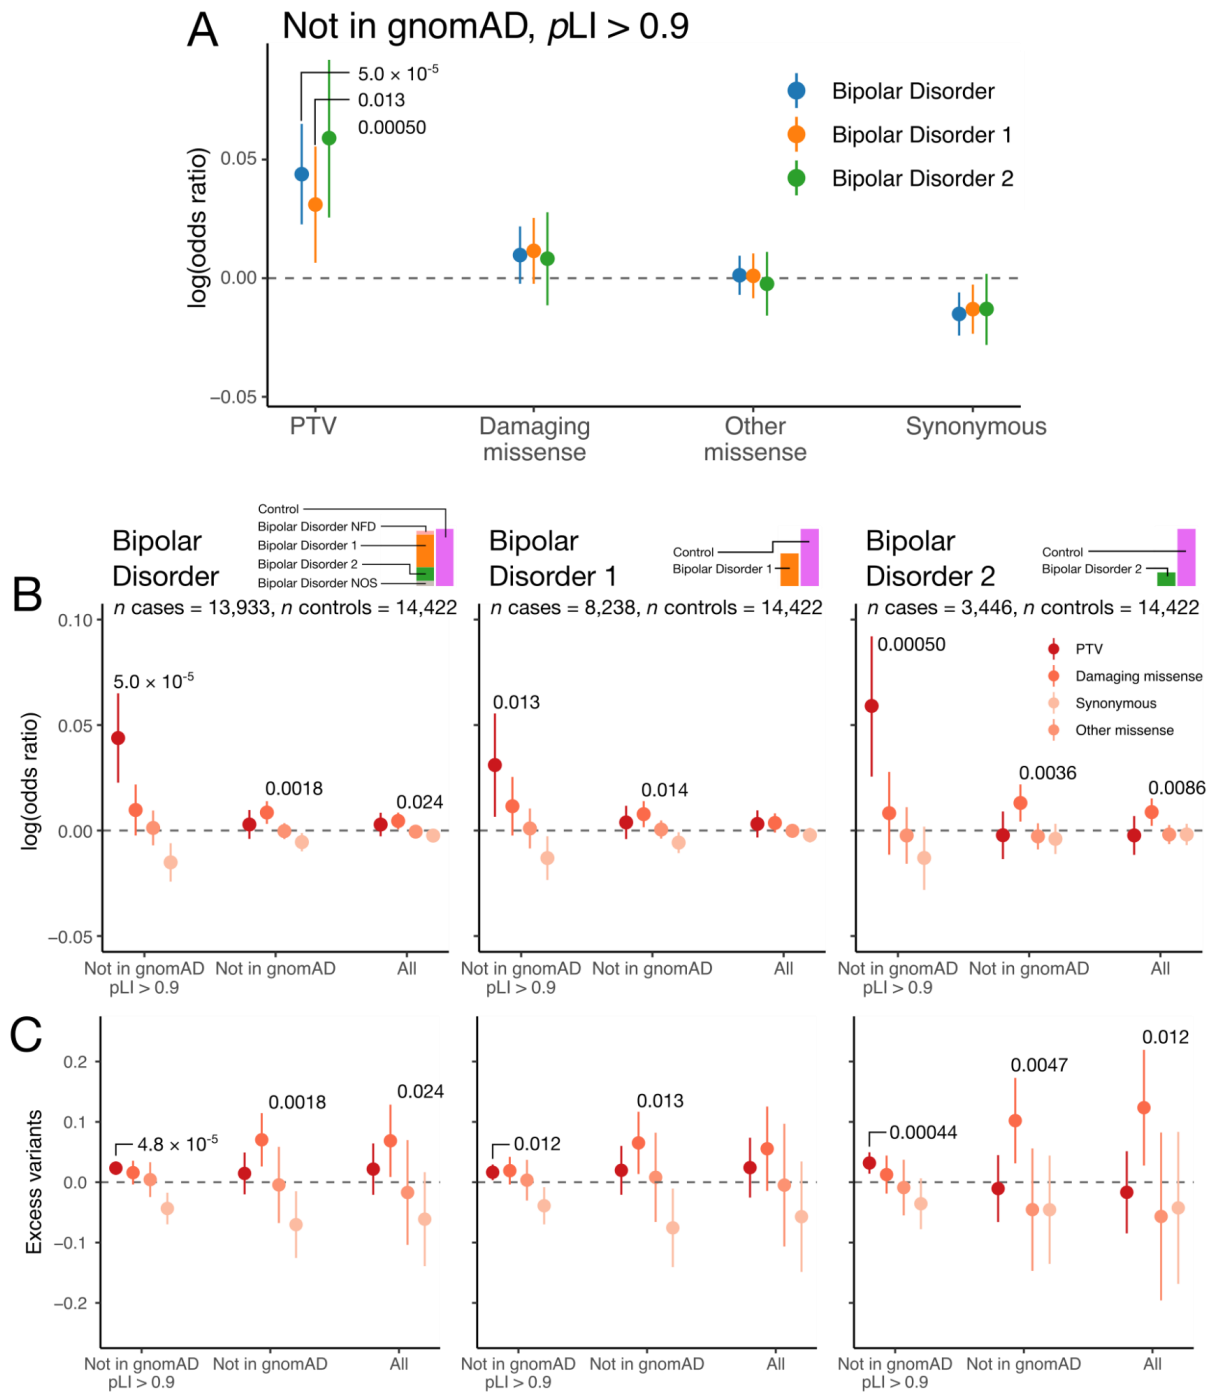 A
Not in gnomAD, pLI > 0.9
5.0 × 10⁻⁵
0.013
0.00050
Bipolar Disorder
Bipolar Disorder 1
Bipolar Disorder 2
log(odds ratio)
0.05
0.00
−0.05
PTV
Damaging
missense
Other
missense
Synonymous
B
Bipolar
Disorder
Control
Bipolar Disorder NFD
Bipolar Disorder 1
Bipolar Disorder 2
Bipolar Disorder NOS
n cases = 13,933, n controls = 14,422
Bipolar
Disorder 1
Control
Bipolar Disorder 1
n cases = 8,238, n controls = 14,422
Bipolar
Disorder 2
Control
Bipolar Disorder 2
n cases = 3,446, n controls = 14,422
log(odds ratio)
0.10
0.05
0.00
−0.05
5.0 × 10⁻⁵
0.0018
0.024
0.013
0.014
0.00050
0.0036
0.0086
PTV
Damaging missense
Synonymous
Other missense
Not in gnomAD
pLI > 0.9
Not in gnomAD
All
Not in gnomAD
pLI > 0.9
Not in gnomAD
All
Not in gnomAD
pLI > 0.9
Not in gnomAD
All
C
Excess variants
0.2
0.1
0.0
−0.1
−0.2
4.8 × 10⁻⁵
0.0018
0.024
0.012
0.013
0.00044
0.0047
0.012
Not in gnomAD
pLI > 0.9
Not in gnomAD
All
Not in gnomAD
pLI > 0.9
Not in gnomAD
All
Not in gnomAD
pLI > 0.9
Not in gnomAD
All